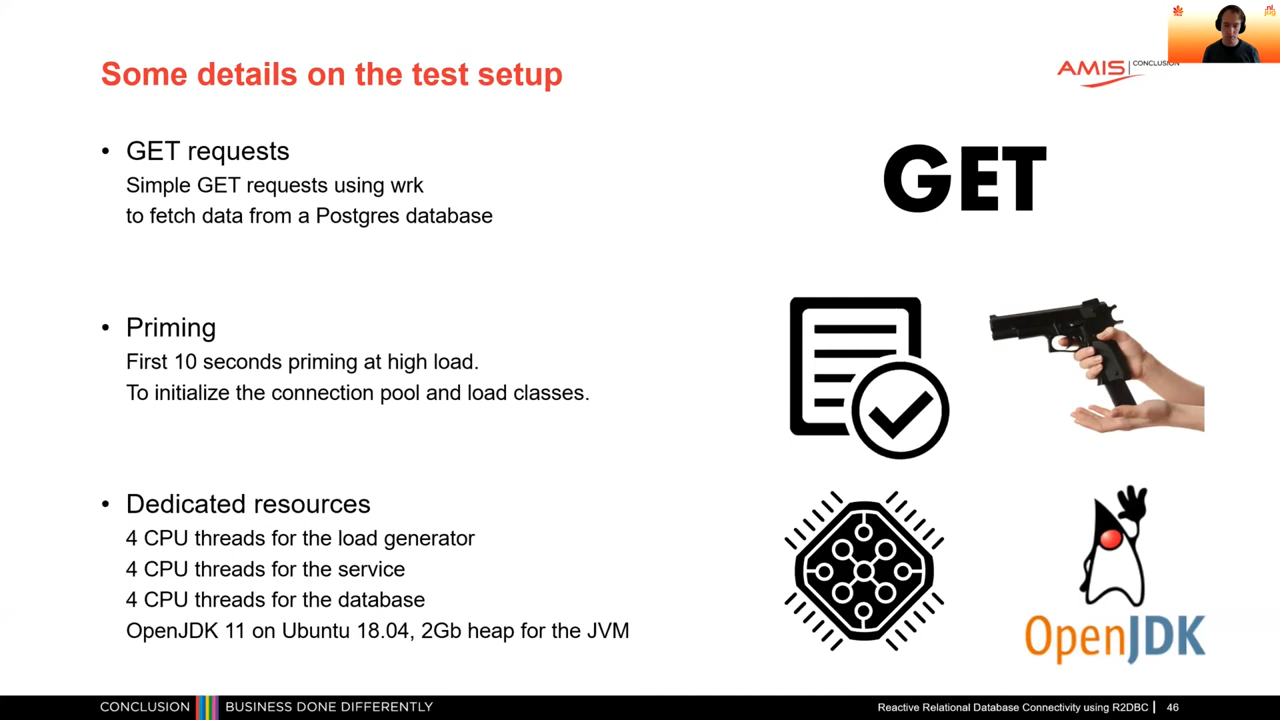 Some details on the test setup
AMIS | CONCLUSION
• GET requests
Simple GET requests using wrk
to fetch data from a Postgres database
GET
• Priming
First 10 seconds priming at high load.
To initialize the connection pool and load classes.
• Dedicated resources
4 CPU threads for the load generator
4 CPU threads for the service
4 CPU threads for the database
OpenJDK 11 on Ubuntu 18.04, 2Gb heap for the JVM
OpenJDK
CONCLUSION BUSINESS DONE DIFFERENTLY
Reactive Relational Database Connectivity using R2DBC | 46